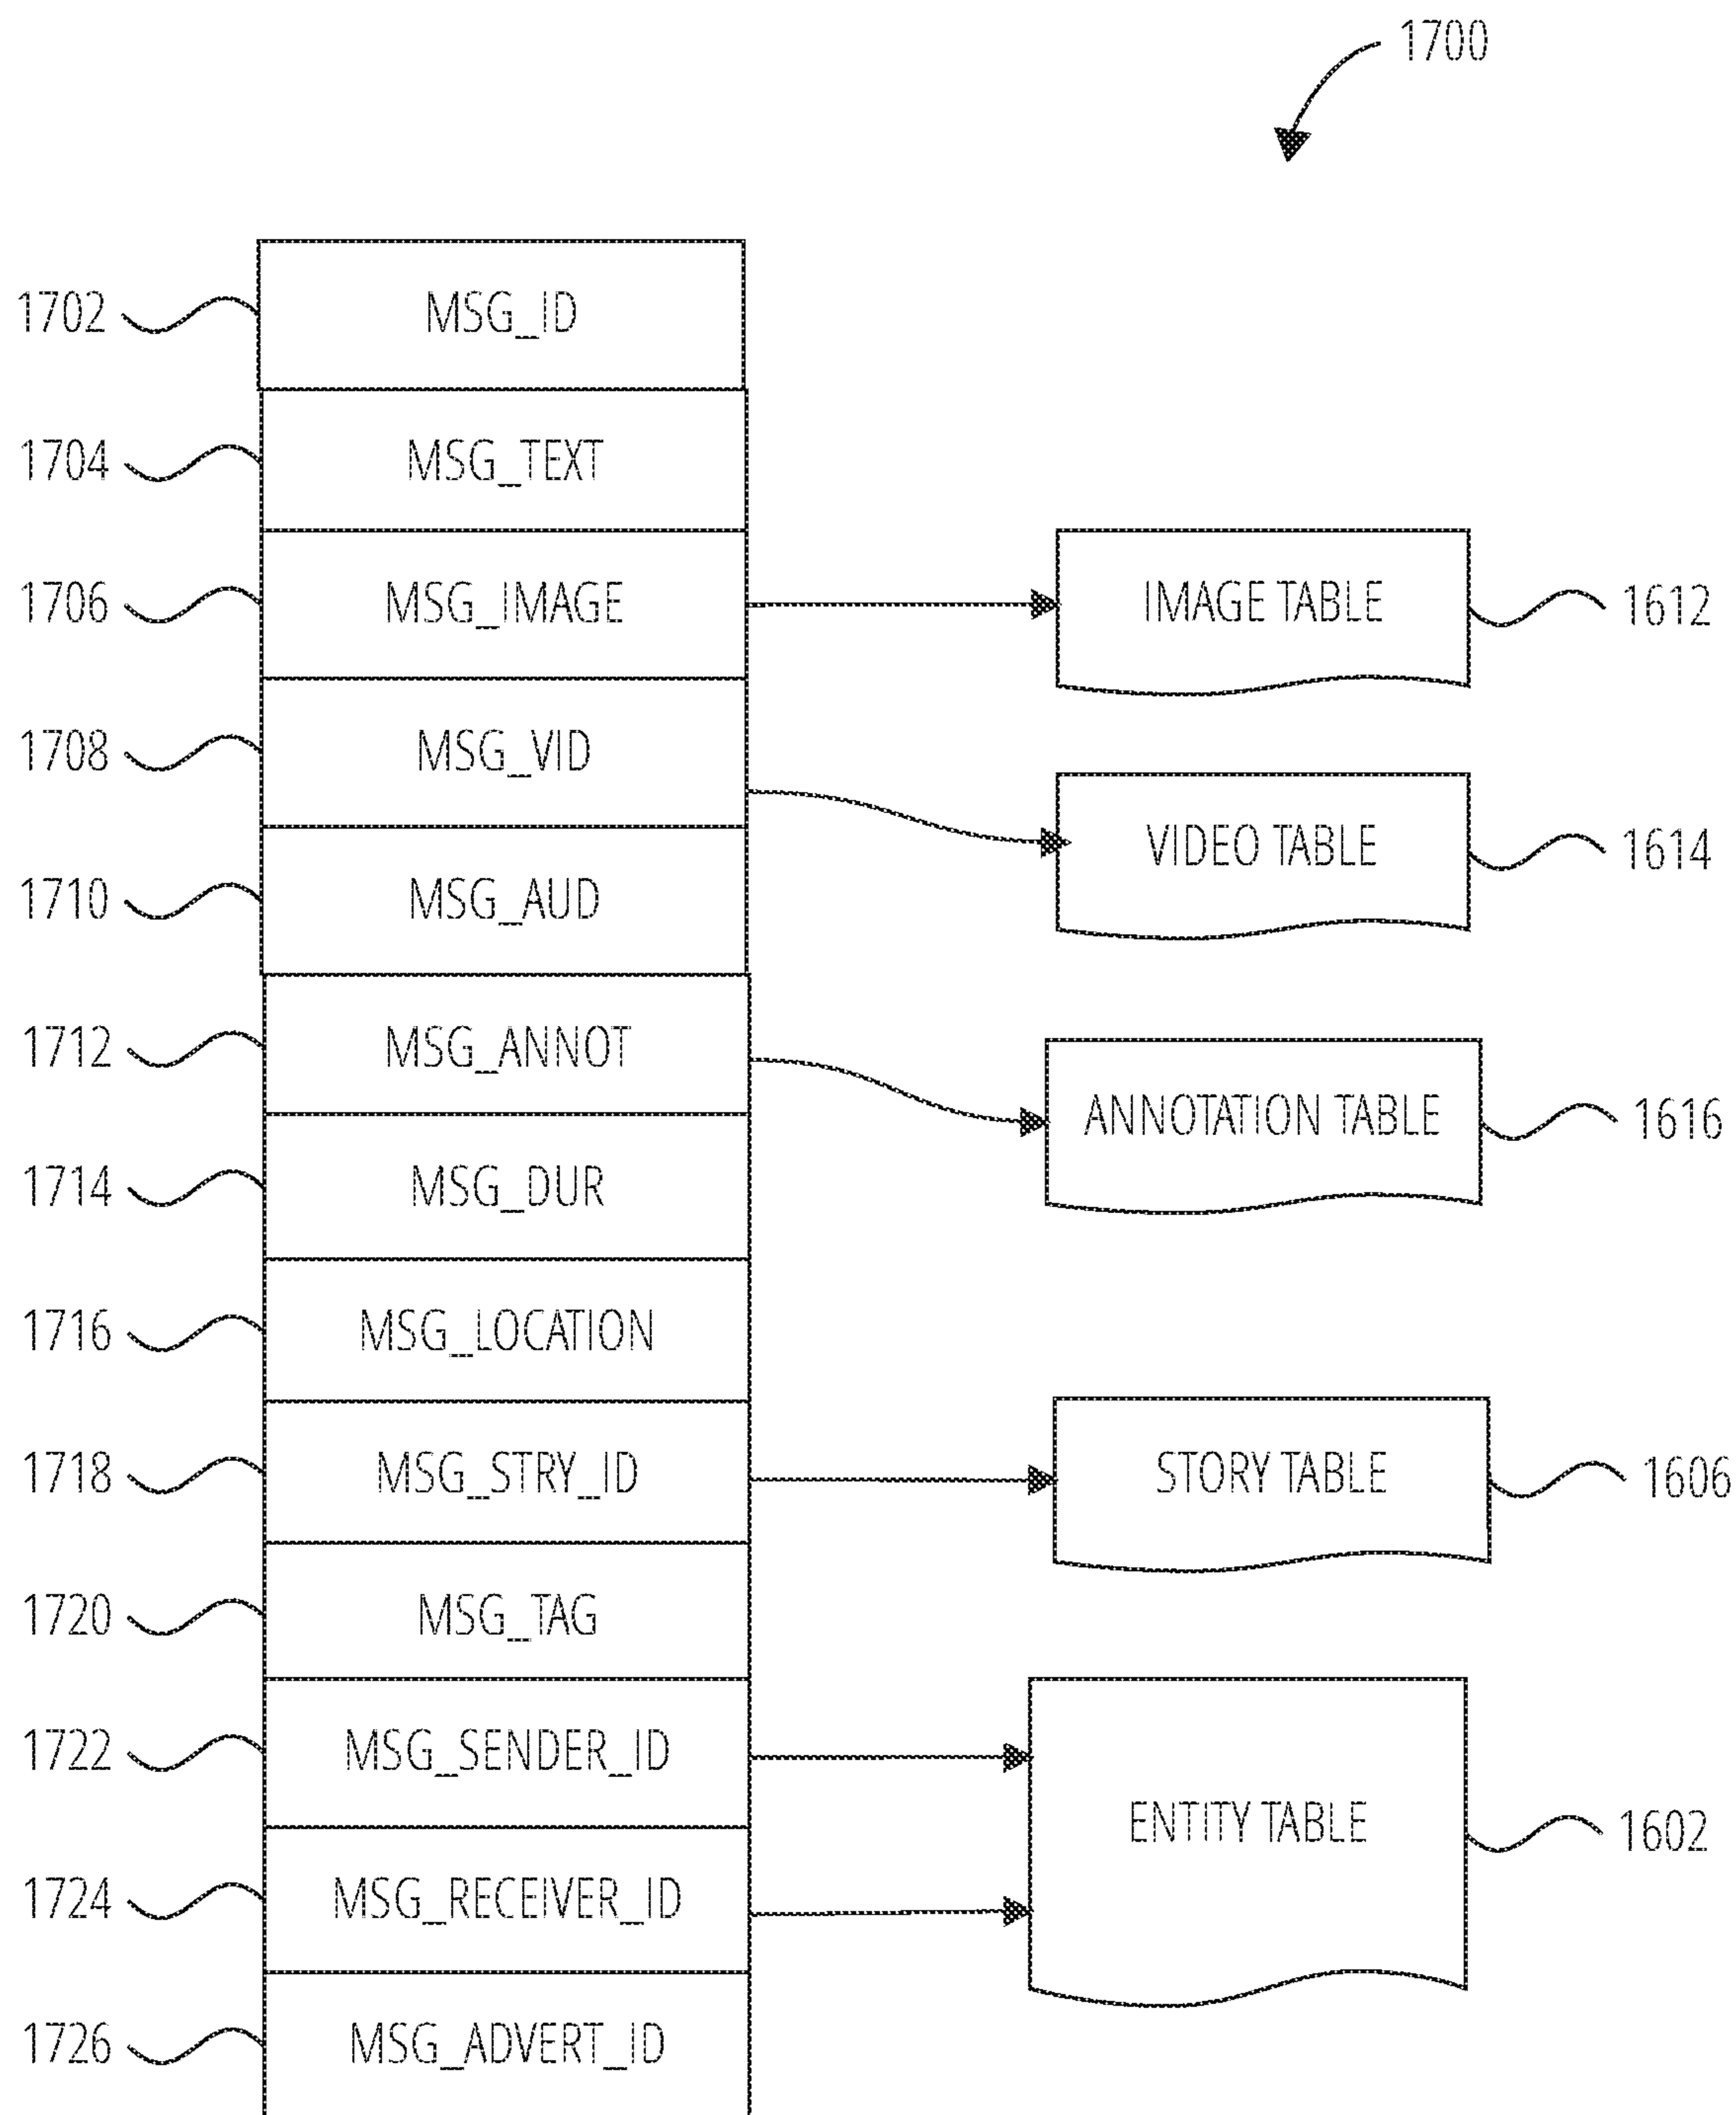 1700
1702 MSG_ID
1704 MSG_TEXT
1706 MSG_IMAGE IMAGE TABLE 1612
1708 MSG_VID
VIDEO TABLE 1614
1710 MSG_AUD
1712 MSG_ANNOT
ANNOTATION TABLE 1616
1714 MSG_DUR
1716 MSG_LOCATION
1718 MSG_STRY_ID STORY TABLE 1606
1720 MSG_TAG
1722 MSG_SENDER_ID
ENTITY TABLE 1602
1724 MSG_RECEIVER_ID
1726 MSG_ADVERT_ID